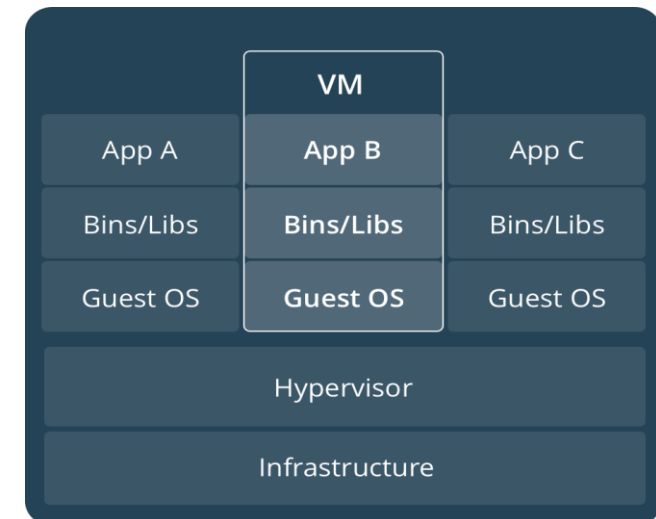 VM
App A App B App C
Bins/Libs Bins/Libs Bins/Libs
Guest OS Guest OS Guest OS
Hypervisor
Infrastructure